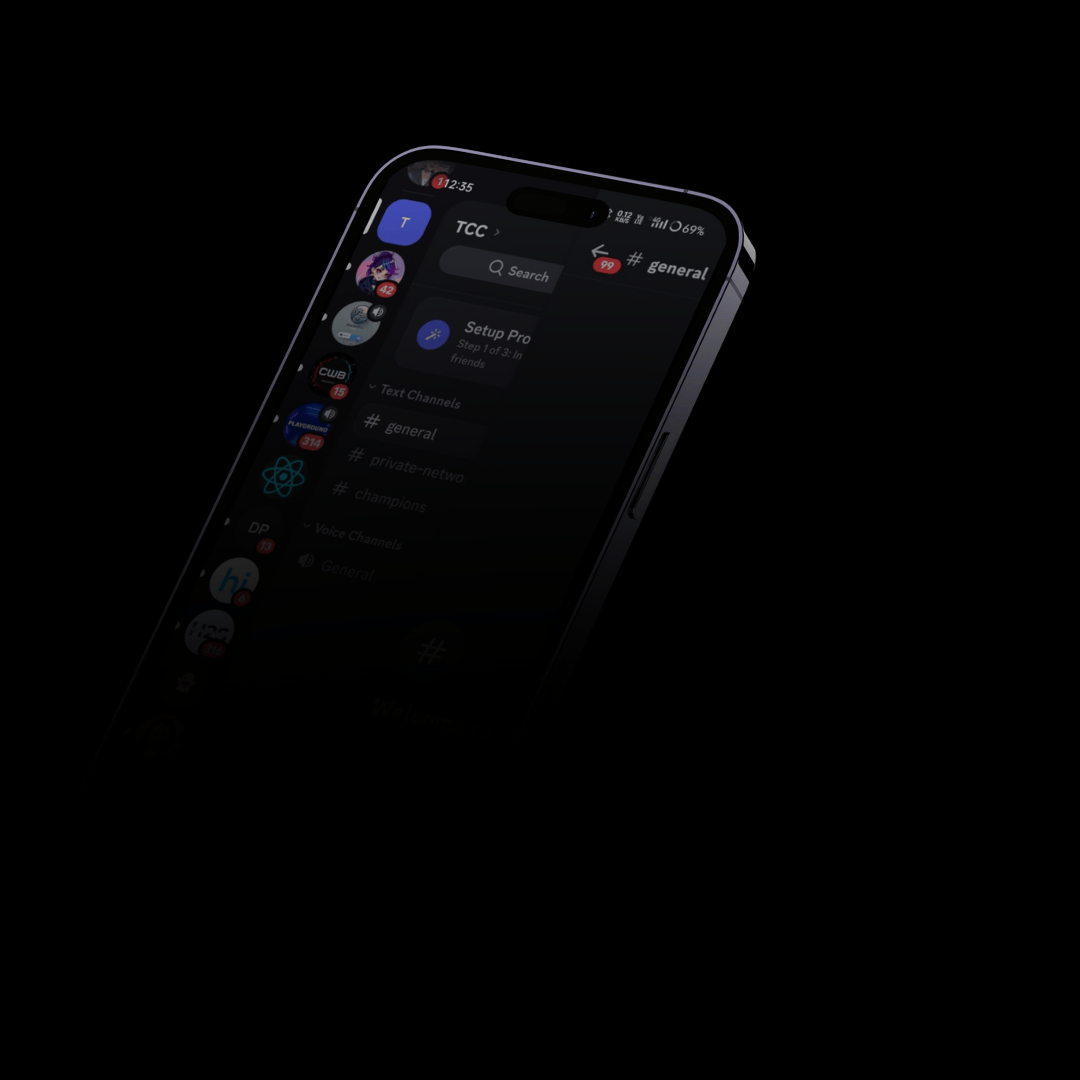 12:35
0.12
KB/S
69%
T
TCC
99
# general
42
Search
Setup Pro
Step 1 of 3: In
friends
CWB
15
Text Channels
PLAYGROUND
314
# general
# private-netwo
# champions
DP
13
Voice Channels
General
hi
#